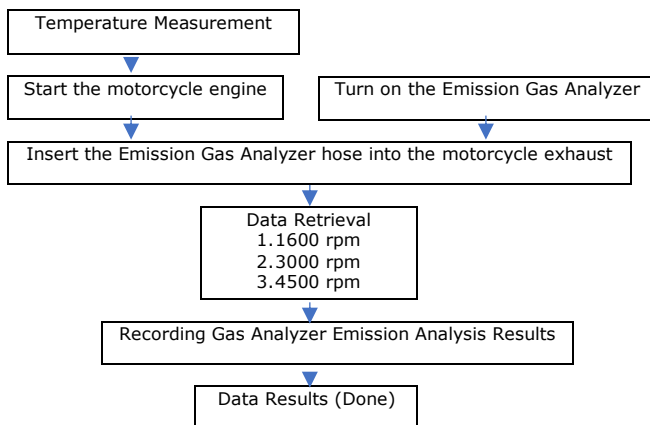 Temperature Measurement
Start the motorcycle engine
Turn on the Emission Gas Analyzer
Insert the Emission Gas Analyzer hose into the motorcycle exhaust
Data Retrieval
1.1600 rpm
2.3000 rpm
3.4500 rpm
Recording Gas Analyzer Emission Analysis Results
Data Results (Done)